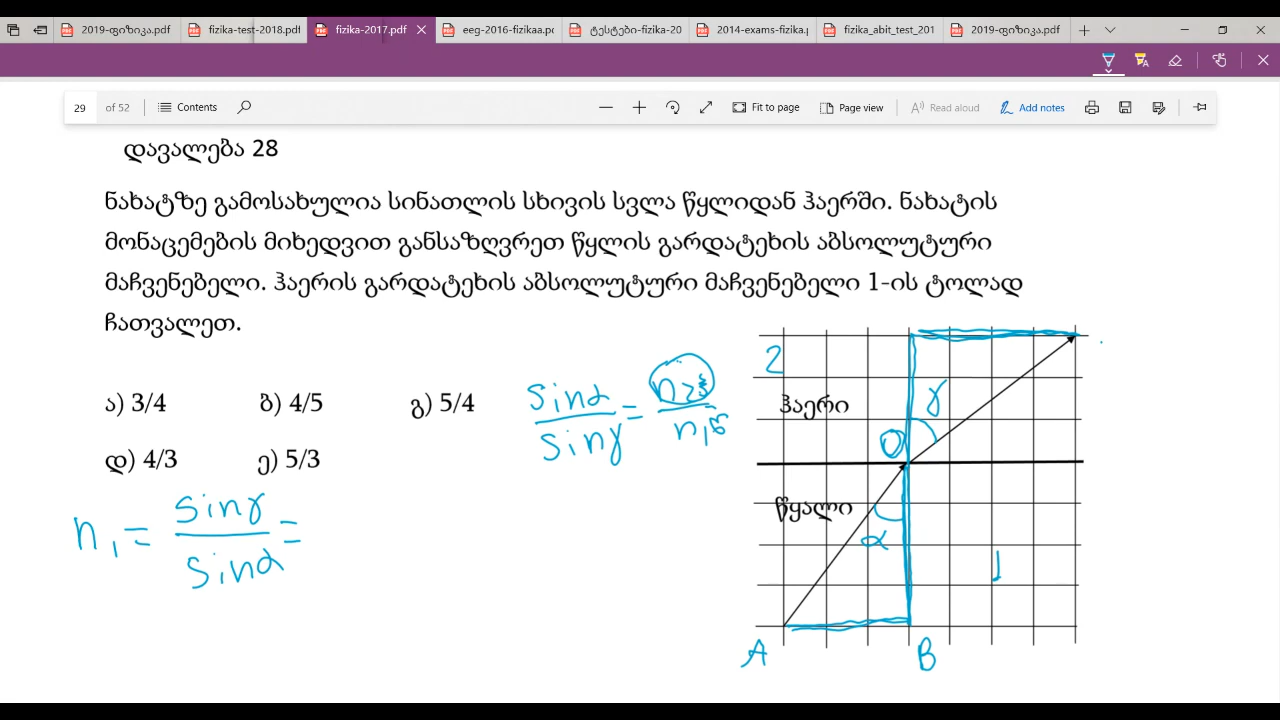 2019-ფიზიკა.pdf
fizika-test-2018.pdf
fizika-2017.pdf
eeg-2016-fizikaa.pc
ტესტები-fizika-20
2014-exams-fizika.p
fizika_abit_test_201
2019-ფიზიკა.pdf
29 of 52 Contents Fit to page Page view Read aloud Add notes
დავალება 28
ნახატზე გამოსახულია სინათლის სხივის სვლა წყლიდან ჰაერში. ნახატის
მონაცემების მიხედვით განსაზღვრეთ წყლის გარდატეხის აბსოლუტური
მაჩვენებელი. ჰაერის გარდატეხის აბსოლუტური მაჩვენებელი 1-ის ტოლად
ჩათვალეთ.
ა) 3/4 ბ) 4/5 გ) 5/4
დ) 4/3 ე) 5/3
sinα/sinγ =
n₁ = sinγ/sinα =
2
ჰაერი
γ
O
წყალი
α
1
A
B